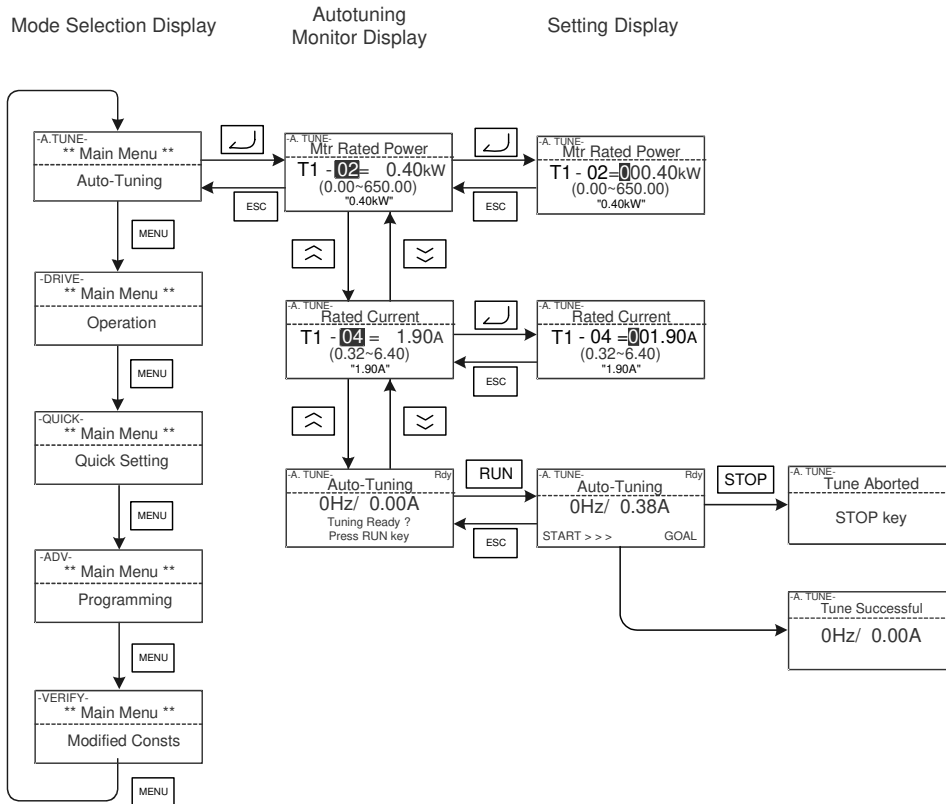 Mode Selection Display
Autotuning
Monitor Display
Setting Display
-A.TUNE-
** Main Menu **
Auto-Tuning
ESC
-A. TUNE-
Mtr Rated Power
T1 - 02= 0.40kW
(0.00~650.00)
"0.40kW"
ESC
-A. TUNE-
Mtr Rated Power
T1 - 02=000.40kW
(0.00~650.00)
"0.40kW"
MENU
-DRIVE-
** Main Menu **
Operation
-A. TUNE-
Rated Current
T1 - 04 = 1.90A
(0.32~6.40)
"1.90A"
ESC
-A. TUNE-
Rated Current
T1 - 04 =001.90A
(0.32~6.40)
"1.90A"
MENU
-QUICK-
** Main Menu **
Quick Setting
-A. TUNE- Rdy
Auto-Tuning
0Hz/ 0.00A
Tuning Ready ?
Press RUN key
RUN
ESC
-A. TUNE- Rdy
Auto-Tuning
0Hz/ 0.38A
START > > > GOAL
STOP
-A. TUNE-
Tune Aborted
STOP key
MENU
-ADV-
** Main Menu **
Programming
-A. TUNE-
Tune Successful
0Hz/ 0.00A
MENU
-VERIFY-
** Main Menu **
Modified Consts
MENU